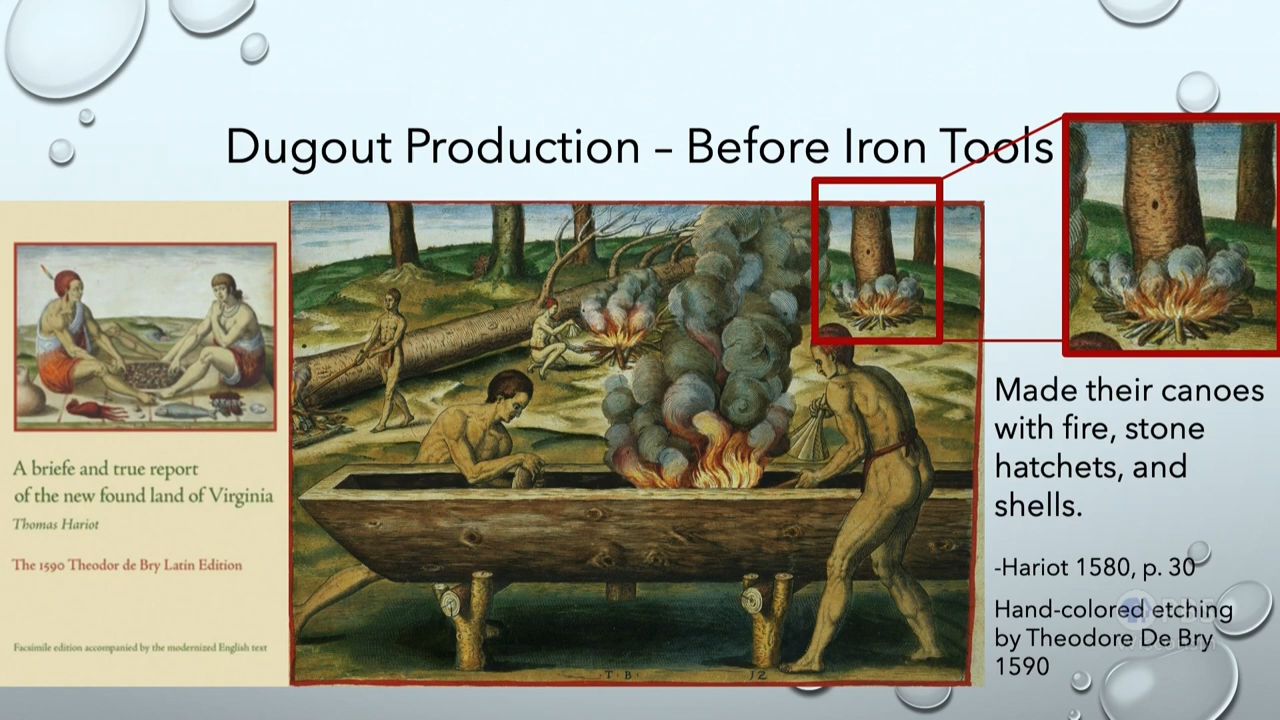 Dugout Production – Before Iron Tools
A briefe and true report
of the new found land of Virginia
Thomas Hariot
The 1590 Theodor de Bry Latin Edition
Facsimile edition accompanied by the modernized English text
T · B
Made their canoes
with fire, stone
hatchets, and
shells.
-Hariot 1580, p. 30
Hand-colored etching
by Theodore De Bry
1590